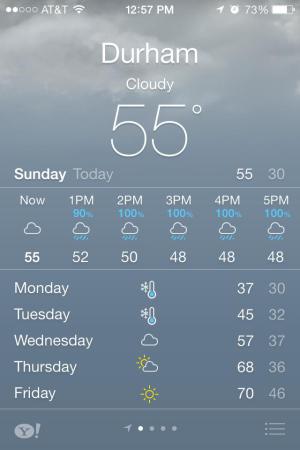 AT&T 12:57 PM 73%
Durham
Cloudy
55°
Sunday Today 55 30
Now 1PM 2PM 3PM 4PM 5PM
90% 100% 100% 100% 100%
55 52 50 48 48 48
Monday 37 30
Tuesday 45 32
Wednesday 57 37
Thursday 68 36
Friday 70 46
Y!